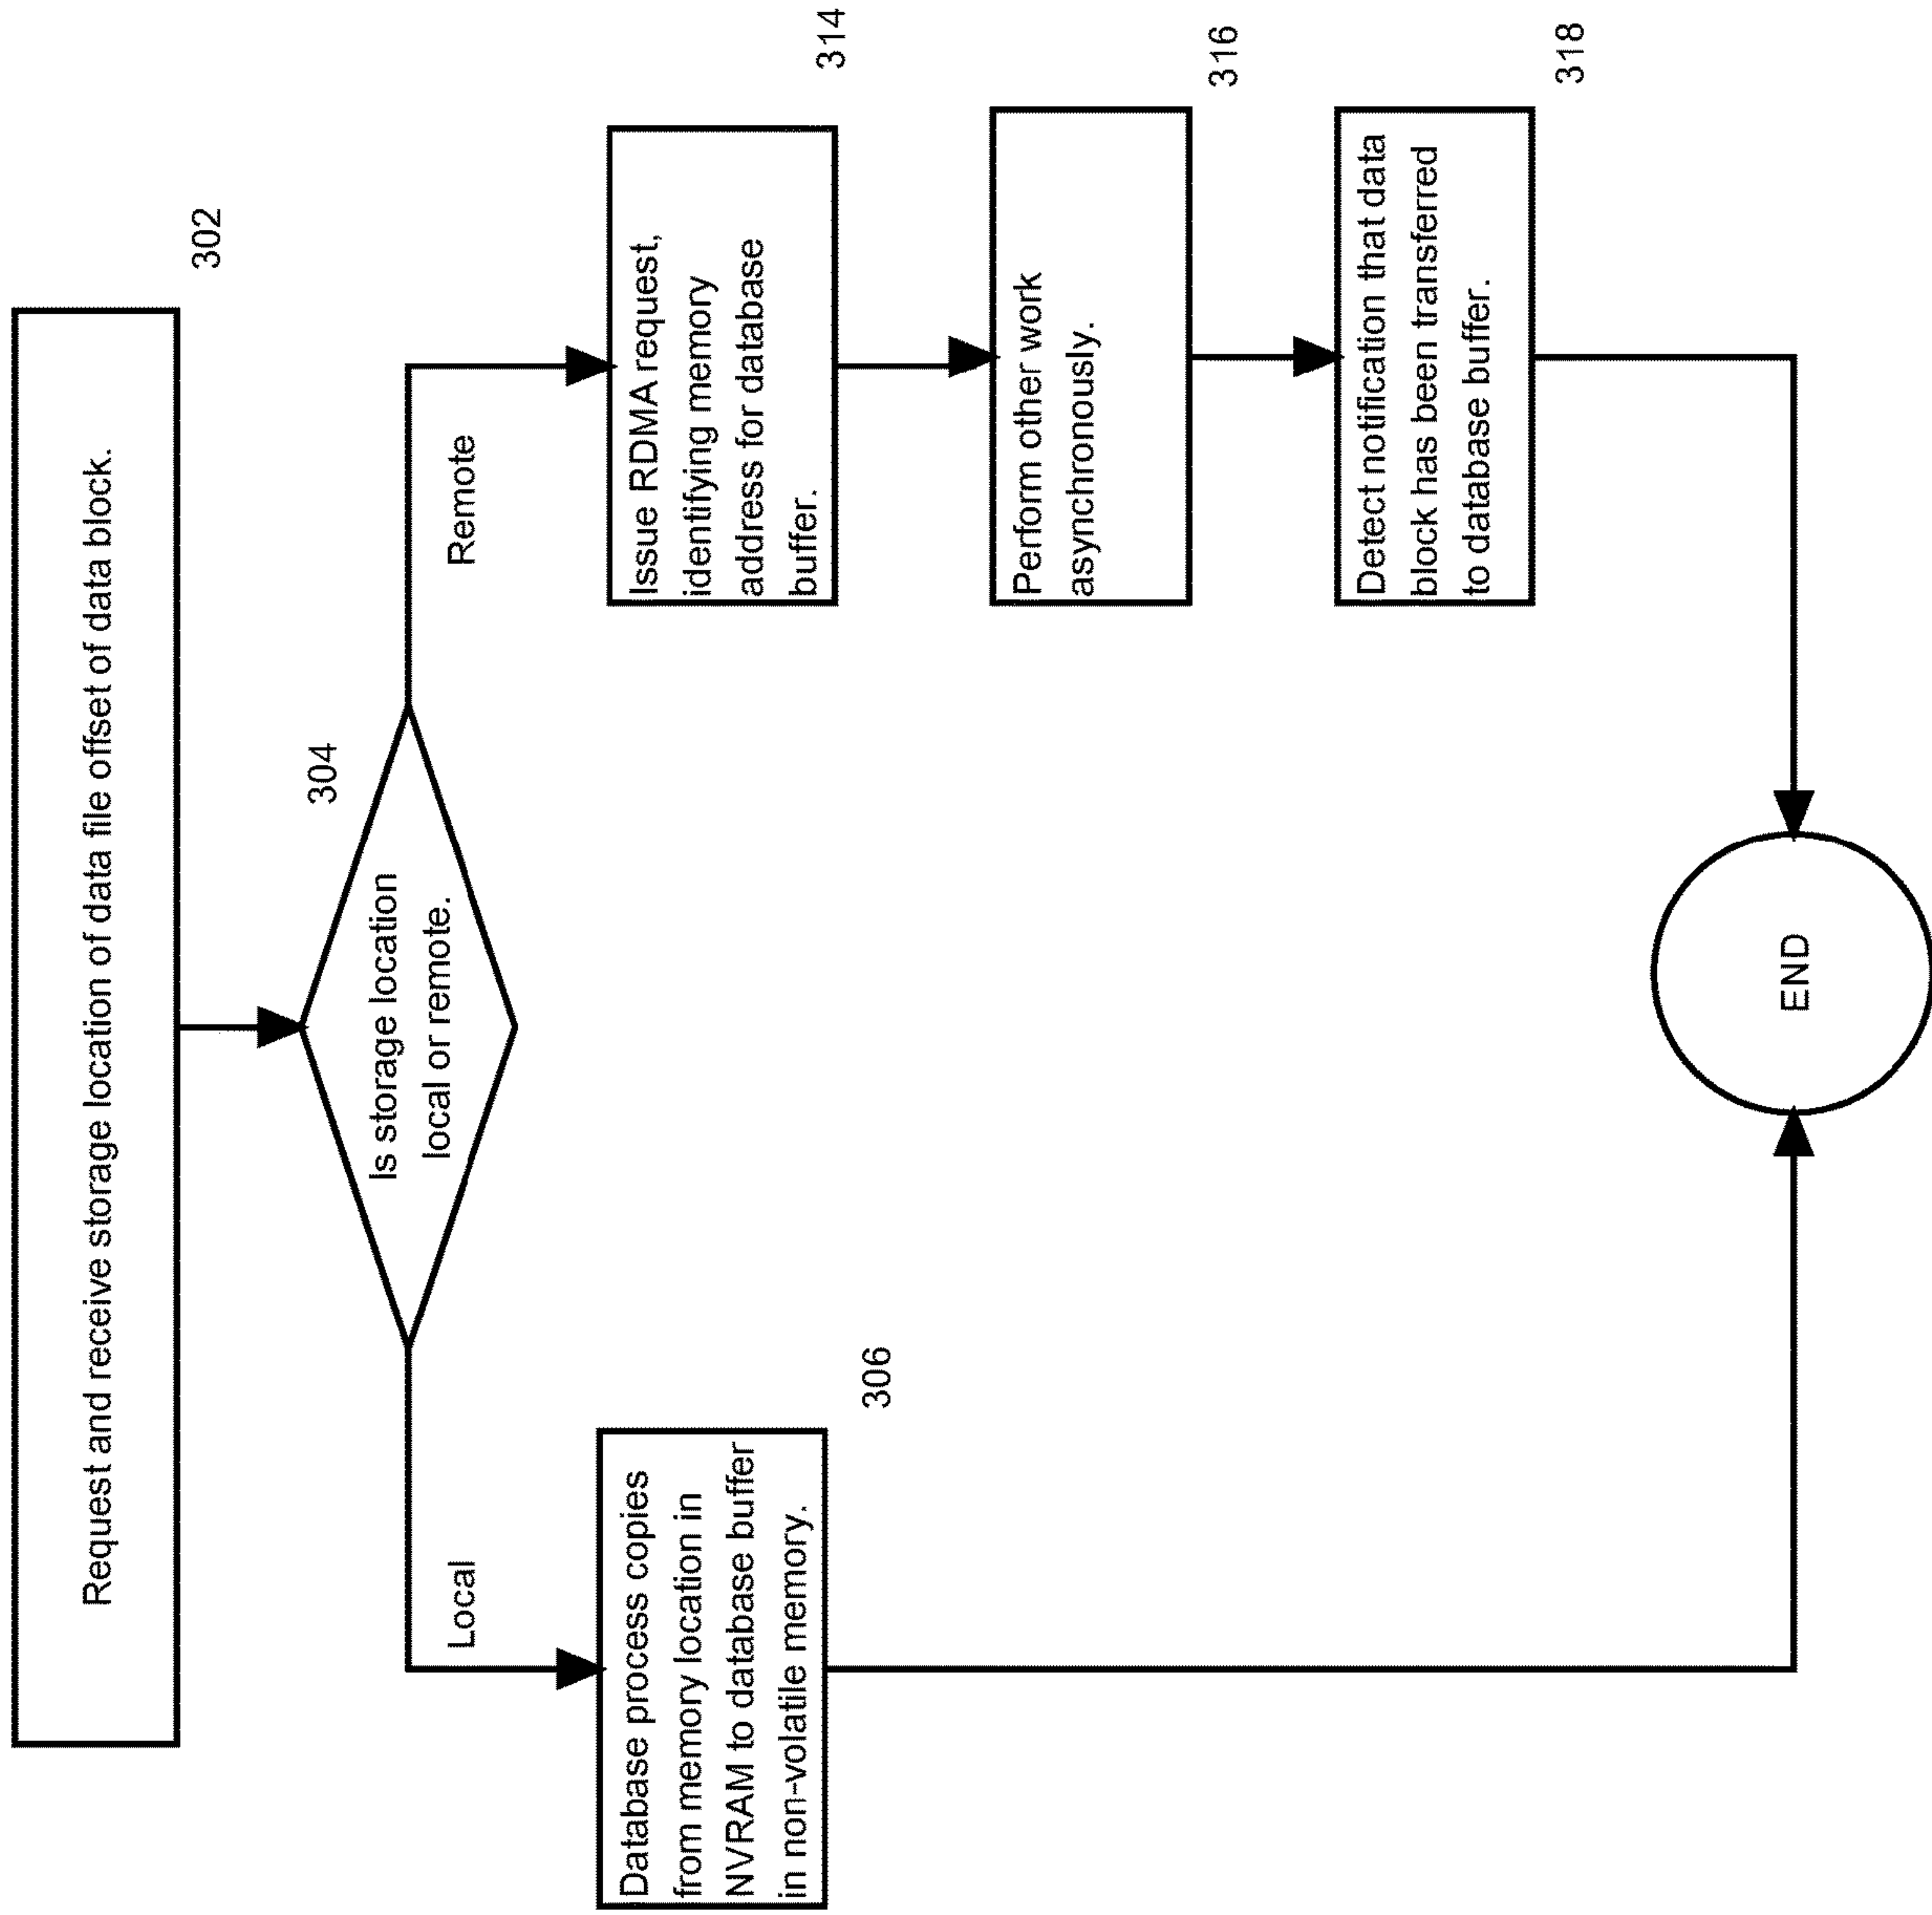 Request and receive storage location of data file offset of data block.
302
304
Is storage location
local or remote.
Local
Remote
Database process copies
from memory location in
NVRAM to database buffer
in non-volatile memory.
306
Issue RDMA request,
identifying memory
address for database
buffer.
314
Perform other work
asynchronously.
316
Detect notification that data
block has been transferred
to database buffer.
318
END